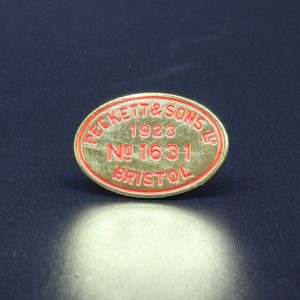 PECKETT & SONS LD
1923
No 1631
BRISTOL